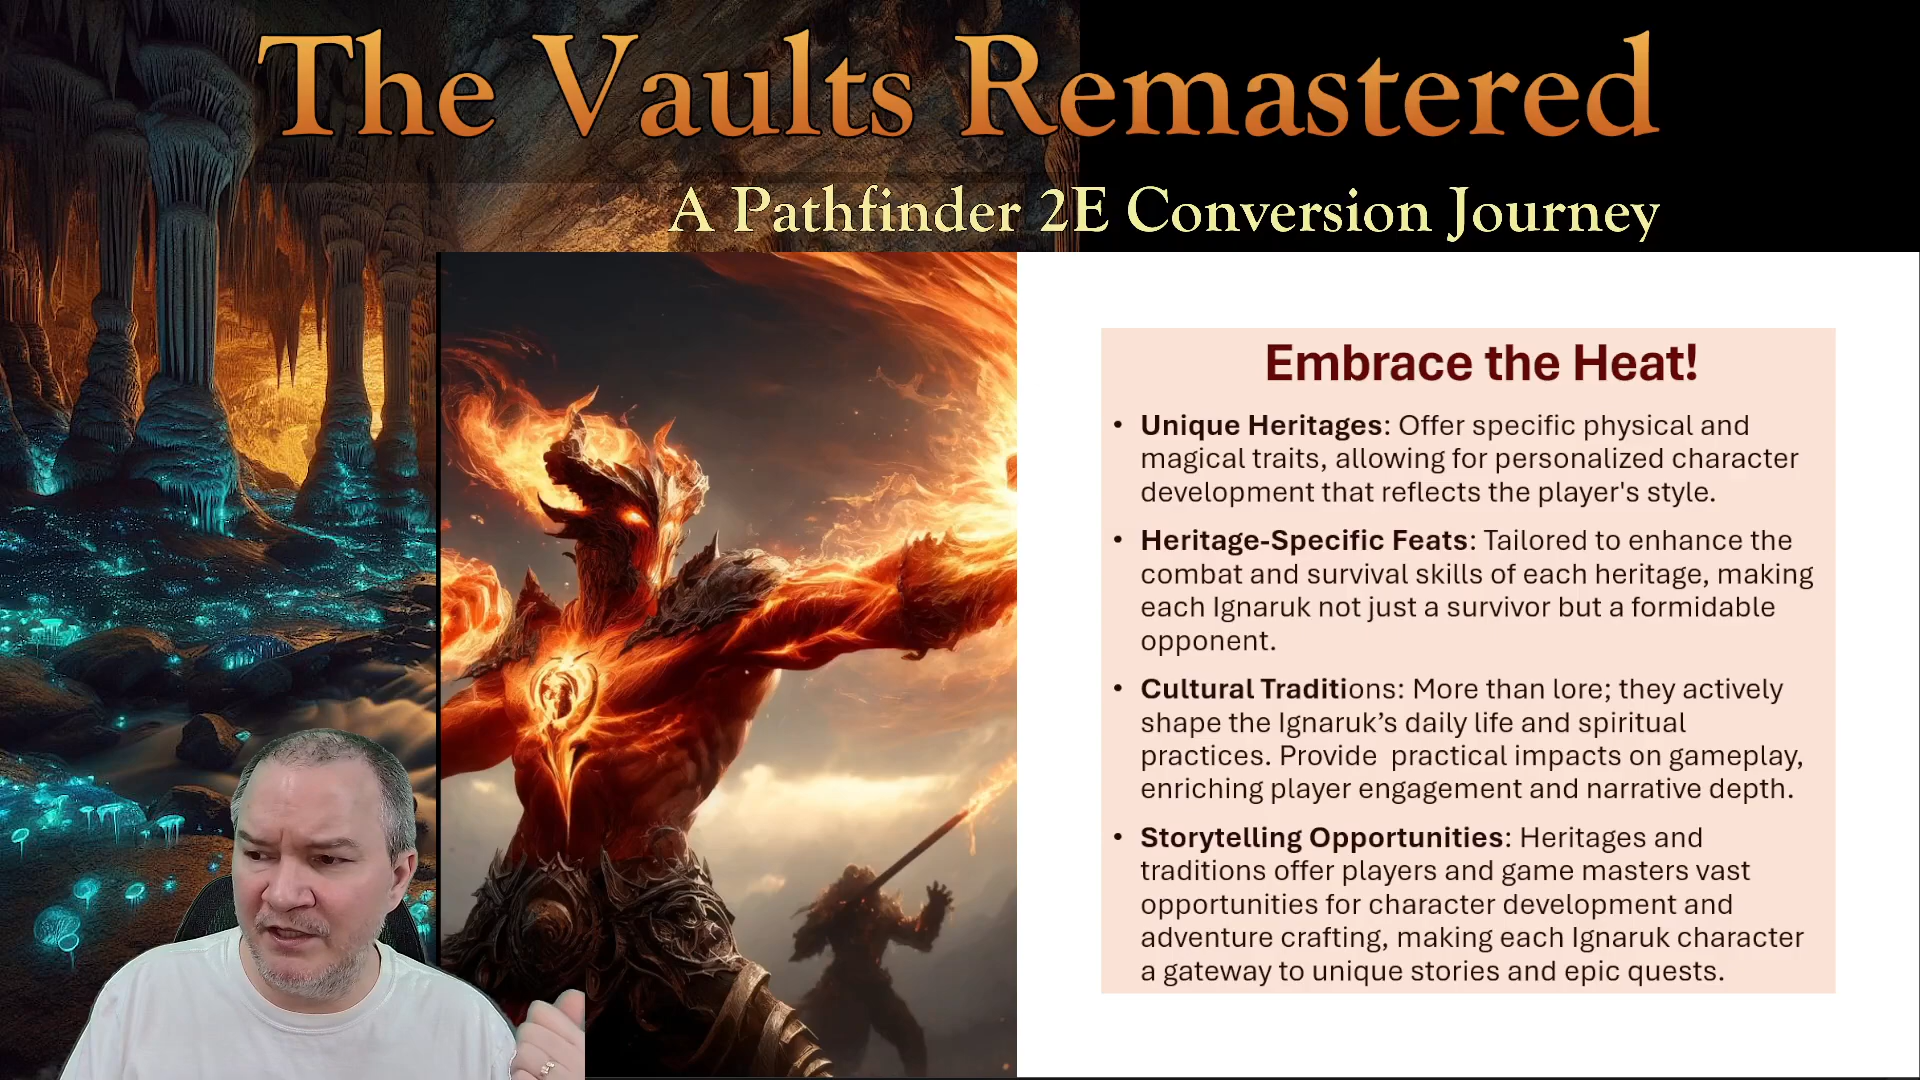 The Vaults Remastered
A Pathfinder 2E Conversion Journey
Embrace the Heat!
• Unique Heritages: Offer specific physical and
magical traits, allowing for personalized character
development that reflects the player's style.
• Heritage-Specific Feats: Tailored to enhance the
combat and survival skills of each heritage, making
each Ignaruk not just a survivor but a formidable
opponent.
• Cultural Traditions: More than lore; they actively
shape the Ignaruk’s daily life and spiritual
practices. Provide  practical impacts on gameplay,
enriching player engagement and narrative depth.
• Storytelling Opportunities: Heritages and
traditions offer players and game masters vast
opportunities for character development and
adventure crafting, making each Ignaruk character
a gateway to unique stories and epic quests.